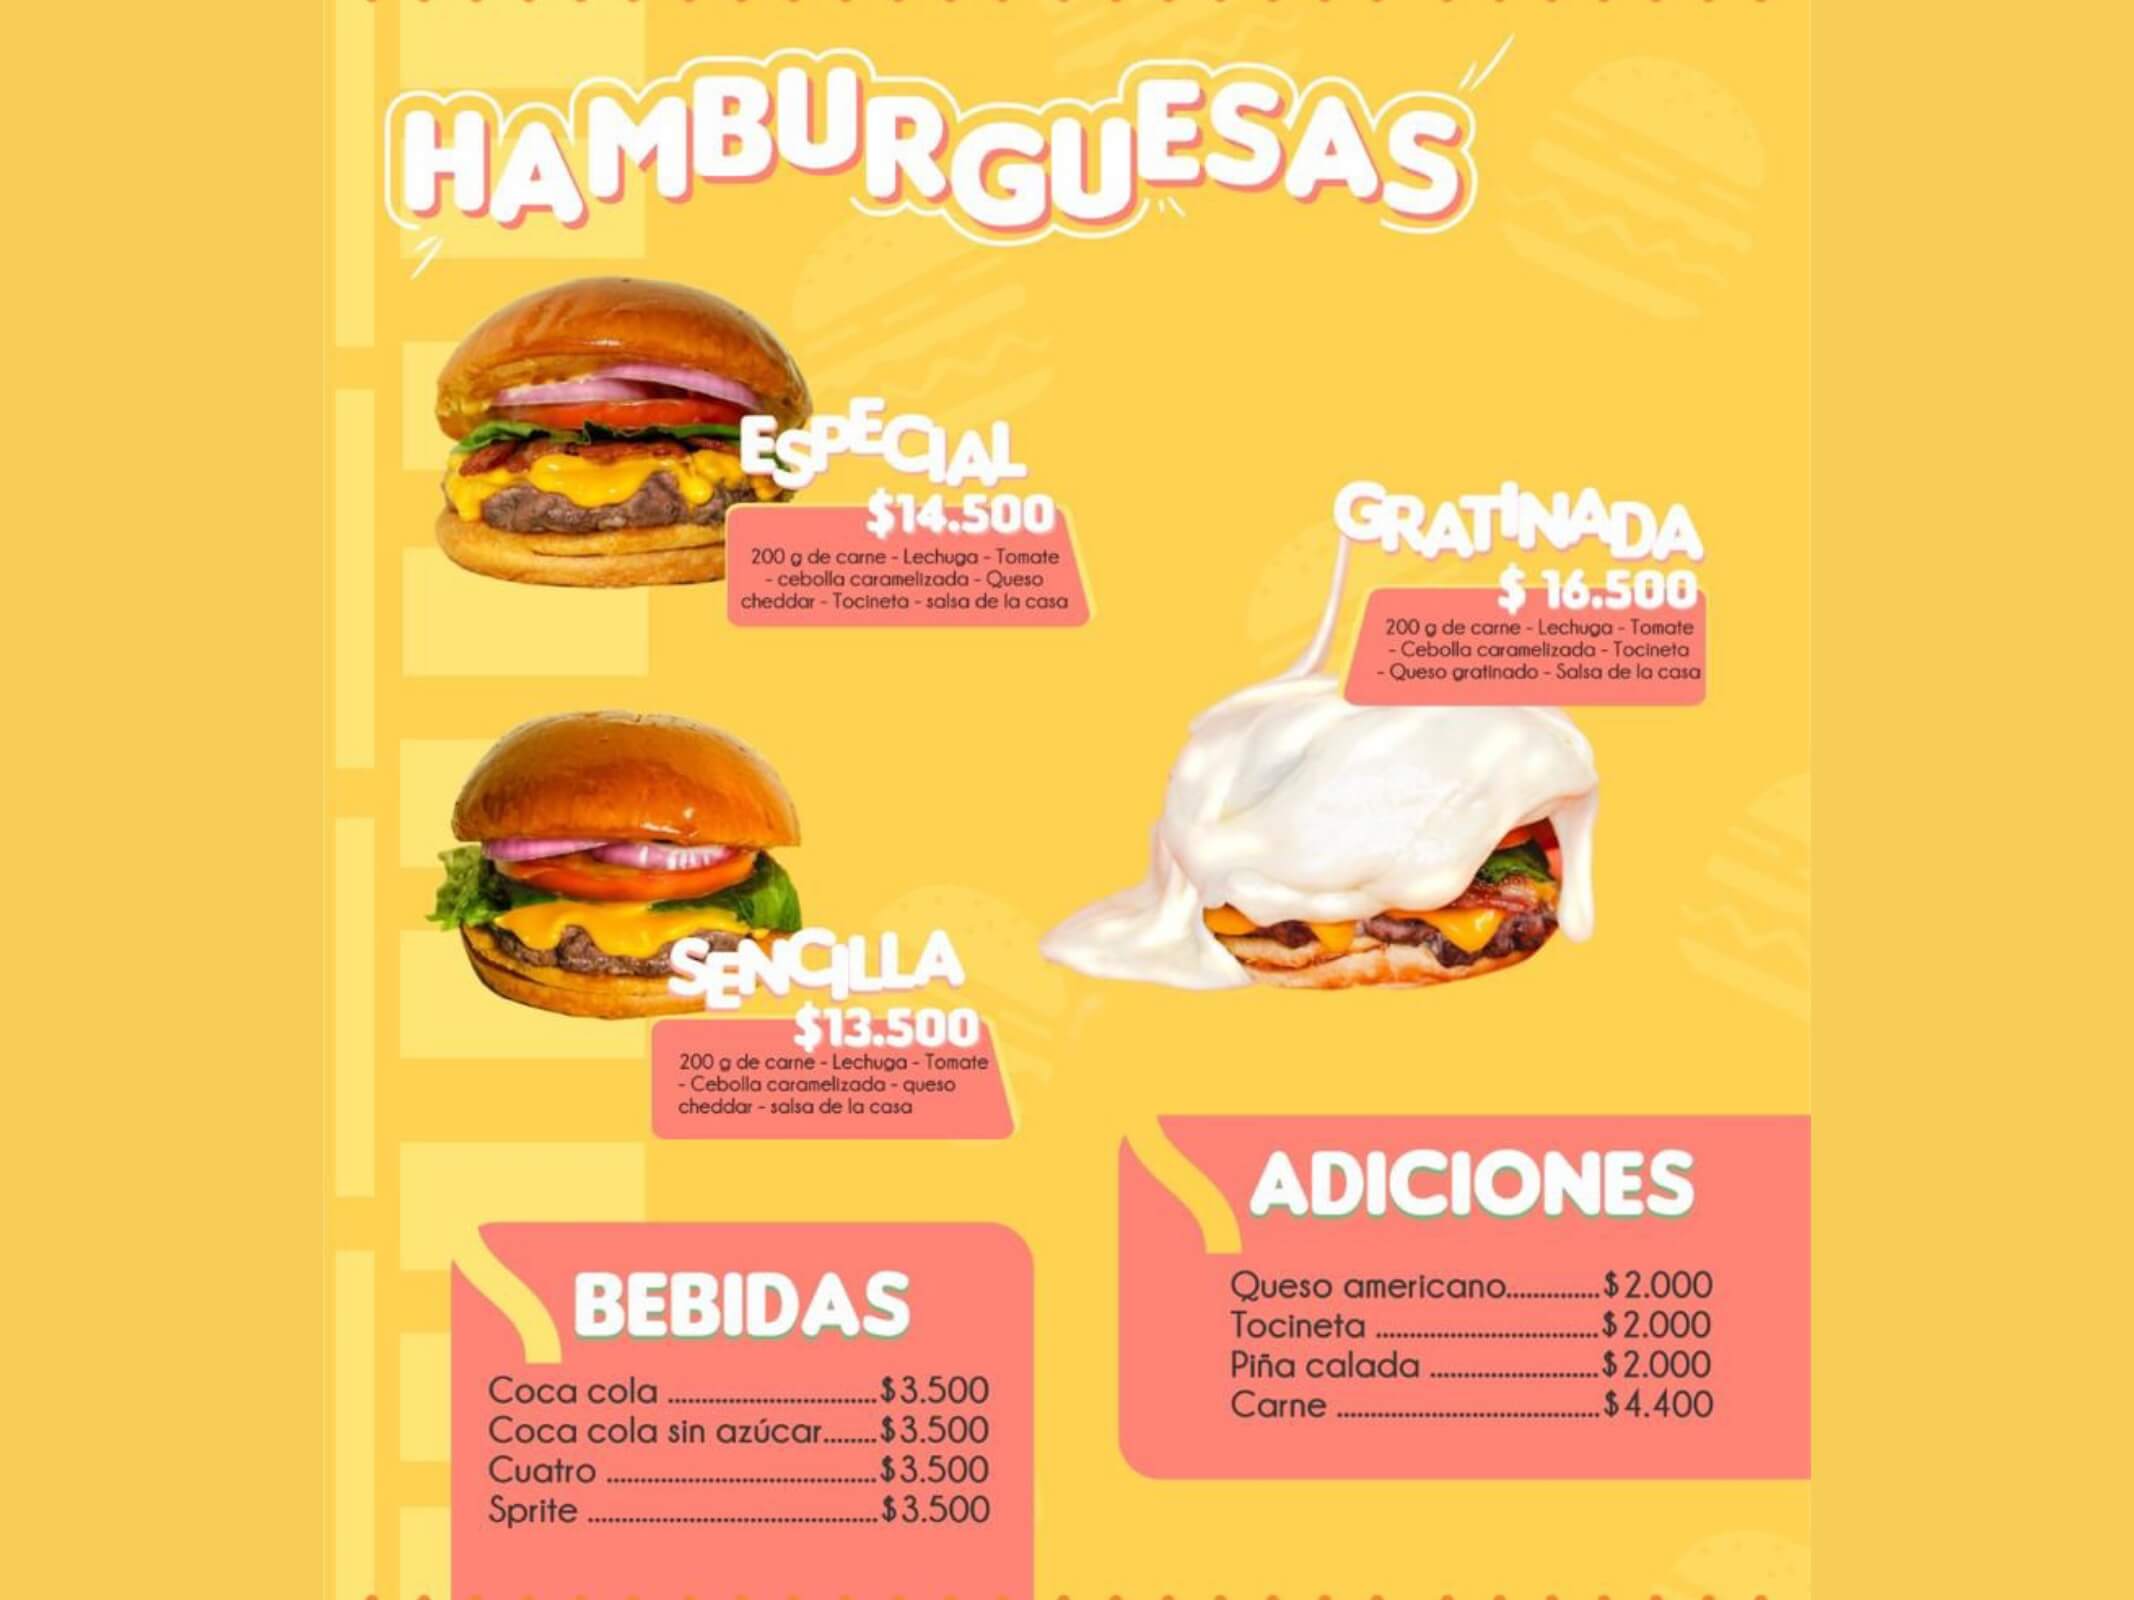 HAMBURGUESAS
ESPECIAL
$14.500
200 g de carne - Lechuga - Tomate
- cebolla caramelizada - Queso
cheddar - Tocineta - salsa de la casa
GRATINADA
$ 16.500
200 g de carne - Lechuga - Tomate
- Cebolla caramelizada - Tocineta
- Queso gratinado - Salsa de la casa
SENCILLA
$13.500
200 g de carne - Lechuga - Tomate
- Cebolla caramelizada - queso
cheddar - salsa de la casa
ADICIONES
Queso americano..............$2.000
Tocineta .................................$2.000
Piña calada .........................$2.000
Carne .......................................$4.400
BEBIDAS
Coca cola ...............................$3.500
Coca cola sin azúcar........$3.500
Cuatro ........................................$3.500
Sprite ...........................................$3.500